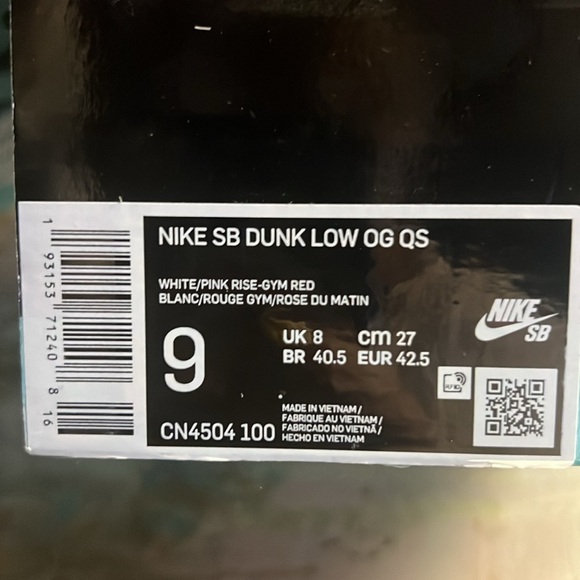 NIKE SB DUNK LOW OG QS
WHITE/PINK RISE-GYM RED
BLANC/ROUGE GYM/ROSE DU MATIN
9
UK 8 cm 27
BR 40.5 EUR 42.5
NIKE
SB
RFID
CN4504 100
MADE IN VIETNAM /
FABRIQUE AU VIETNAM /
FABRICADO NO VIETNÃ /
HECHO EN VIETNAM
1 93153 71240 8 16